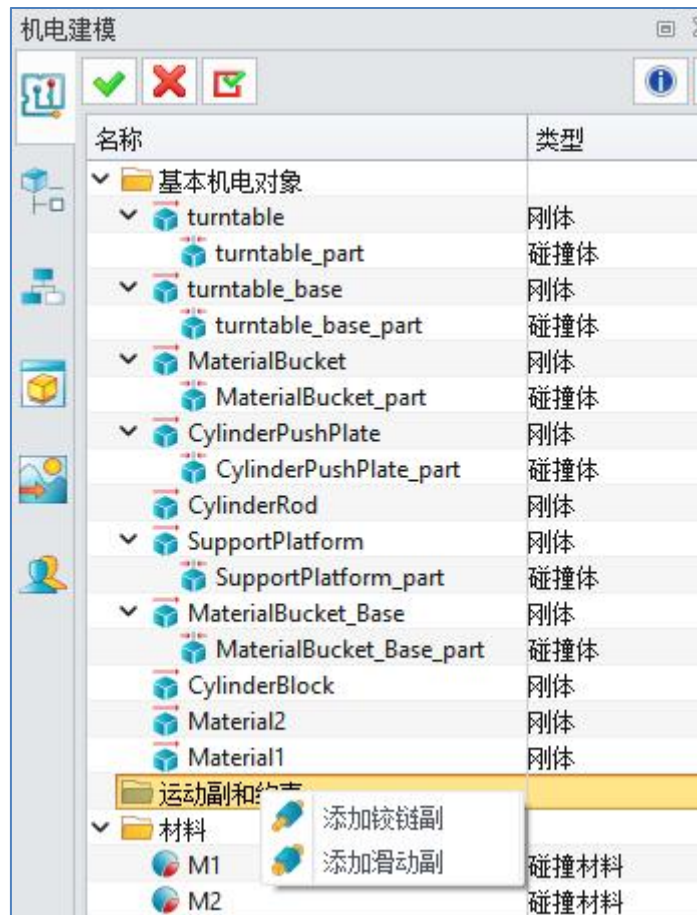 机电建模
名称 类型
基本机电对象
turntable 刚体
turntable_part 碰撞体
turntable_base 刚体
turntable_base_part 碰撞体
MaterialBucket 刚体
MaterialBucket_part 碰撞体
CylinderPushPlate 刚体
CylinderPushPlate_part 碰撞体
CylinderRod 刚体
SupportPlatform 刚体
SupportPlatform_part 碰撞体
MaterialBucket_Base 刚体
MaterialBucket_Base_part 碰撞体
CylinderBlock 刚体
Material2 刚体
Material1 刚体
运动副和约束
添加铰链副
材料
添加滑动副
M1 碰撞材料
M2 碰撞材料